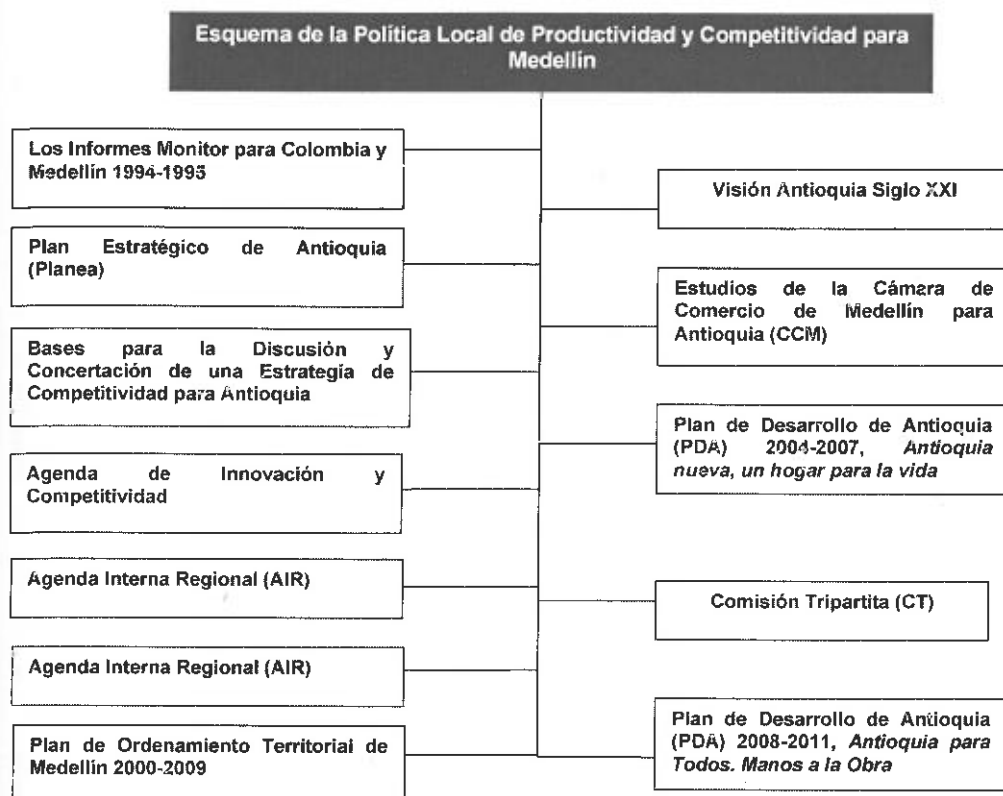 Esquema de la Política Local de Productividad y Competitividad para
Medellín
Los Informes Monitor para Colombia y
Medellín 1994-1995
Visión Antioquia Siglo XXI
Plan Estratégico de Antioquia
(Planea)
Estudios de la Cámara de
Comercio de Medellín para
Antioquia (CCM)
Bases para la Discusión y
Concertación de una Estrategia de
Competitividad para Antioquia
Plan de Desarrollo de Antioquia
(PDA) 2004-2007, Antioquia
nueva, un hogar para la vida
Agenda de Innovación y
Competitividad
Agenda Interna Regional (AIR)
Comisión Tripartita (CT)
Agenda Interna Regional (AIR)
Plan de Ordenamiento Territorial de
Medellín 2000-2009
Plan de Desarrollo de Antioquia
(PDA) 2008-2011, Antioquia para
Todos. Manos a la Obra